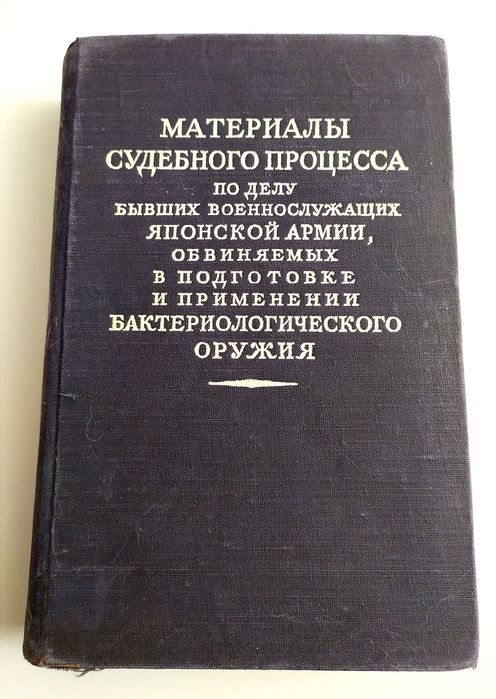 МАТЕРИАЛЫ
СУДЕБНОГО ПРОЦЕССА
ПО ДЕЛУ
БЫВШИХ ВОЕННОСЛУЖАЩИХ
ЯПОНСКОЙ АРМИИ,
ОБВИНЯЕМЫХ
В ПОДГОТОВКЕ
И ПРИМЕНЕНИИ
БАКТЕРИОЛОГИЧЕСКОГО
ОРУЖИЯ